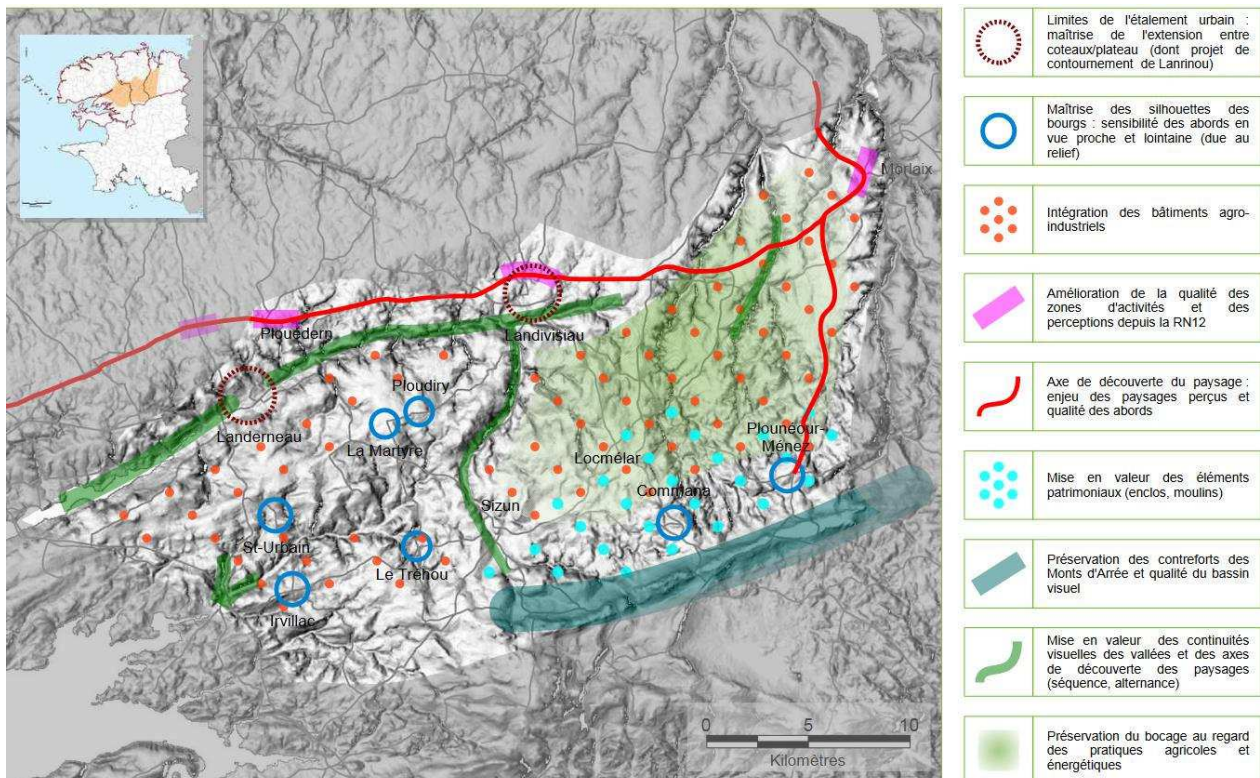 Morlaix
Plouédern
Landivisiau
Ploudiry
Landerneau
La Martyre
Plounéour-
Ménez
Locmélar
Commana
Sizun
St-Urbain
Le Tréhou
Irvillac
0 5 10
Kilomètres
Limites de l'étalement urbain :
maîtrise de l'extension entre
coteaux/plateau (dont projet de
contournement de Lanrinou)
Maîtrise des silhouettes des
bourgs : sensibilité des abords en
vue proche et lointaine (due au
relief)
Intégration des bâtiments agro-
industriels
Amélioration de la qualité des
zones d'activités et des
perceptions depuis la RN12
Axe de découverte du paysage :
enjeu des paysages perçus et
qualité des abords
Mise en valeur des éléments
patrimoniaux (enclos, moulins)
Préservation des contreforts des
Monts d'Arrée et qualité du bassin
visuel
Mise en valeur des continuités
visuelles des vallées et des axes
de découverte des paysages
(séquence, alternance)
Préservation du bocage au regard
des pratiques agricoles et
énergétiques